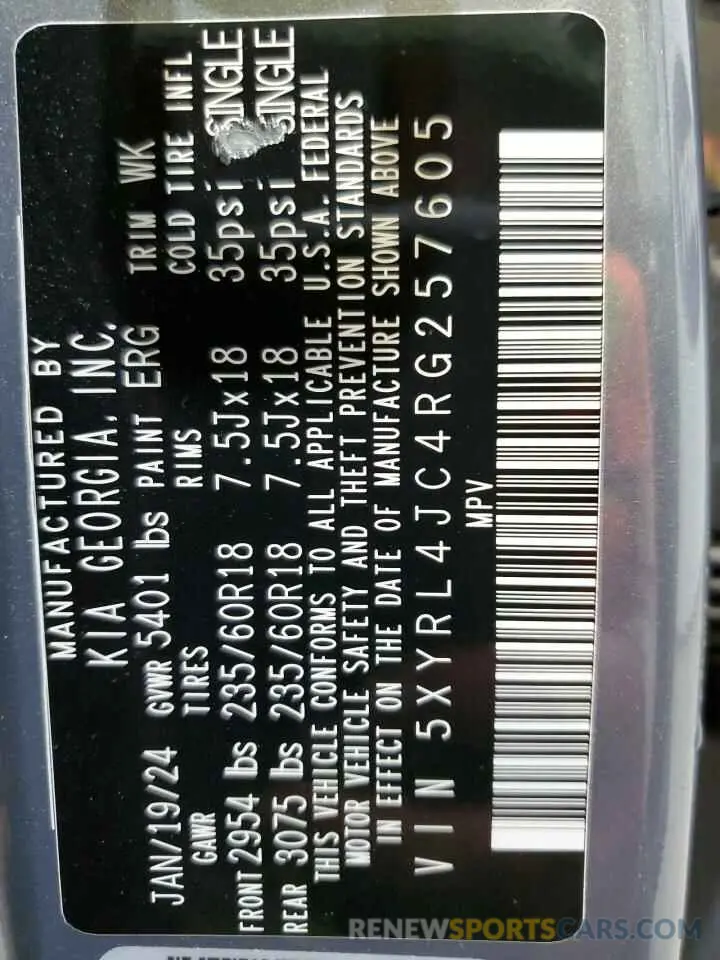 MANUFACTURED BY
KIA GEORGIA, INC.
JAN/19/24 GVWR 5401 lbs PAINT ERG TRIM WK
GAWR TIRES RIMS COLD TIRE INFL
FRONT 2954 lbs 235/60R18 7.5Jx18 35psi SINGLE
REAR 3075 lbs 235/60R18 7.5Jx18 35psi SINGLE
THIS VEHICLE CONFORMS TO ALL APPLICABLE U.S.A. FEDERAL
MOTOR VEHICLE SAFETY AND THEFT PREVENTION STANDARDS
IN EFFECT ON THE DATE OF MANUFACTURE SHOWN ABOVE
VIN 5XYRL4JC4RG257605
MPV
RENEWSPORTSCARS.COM